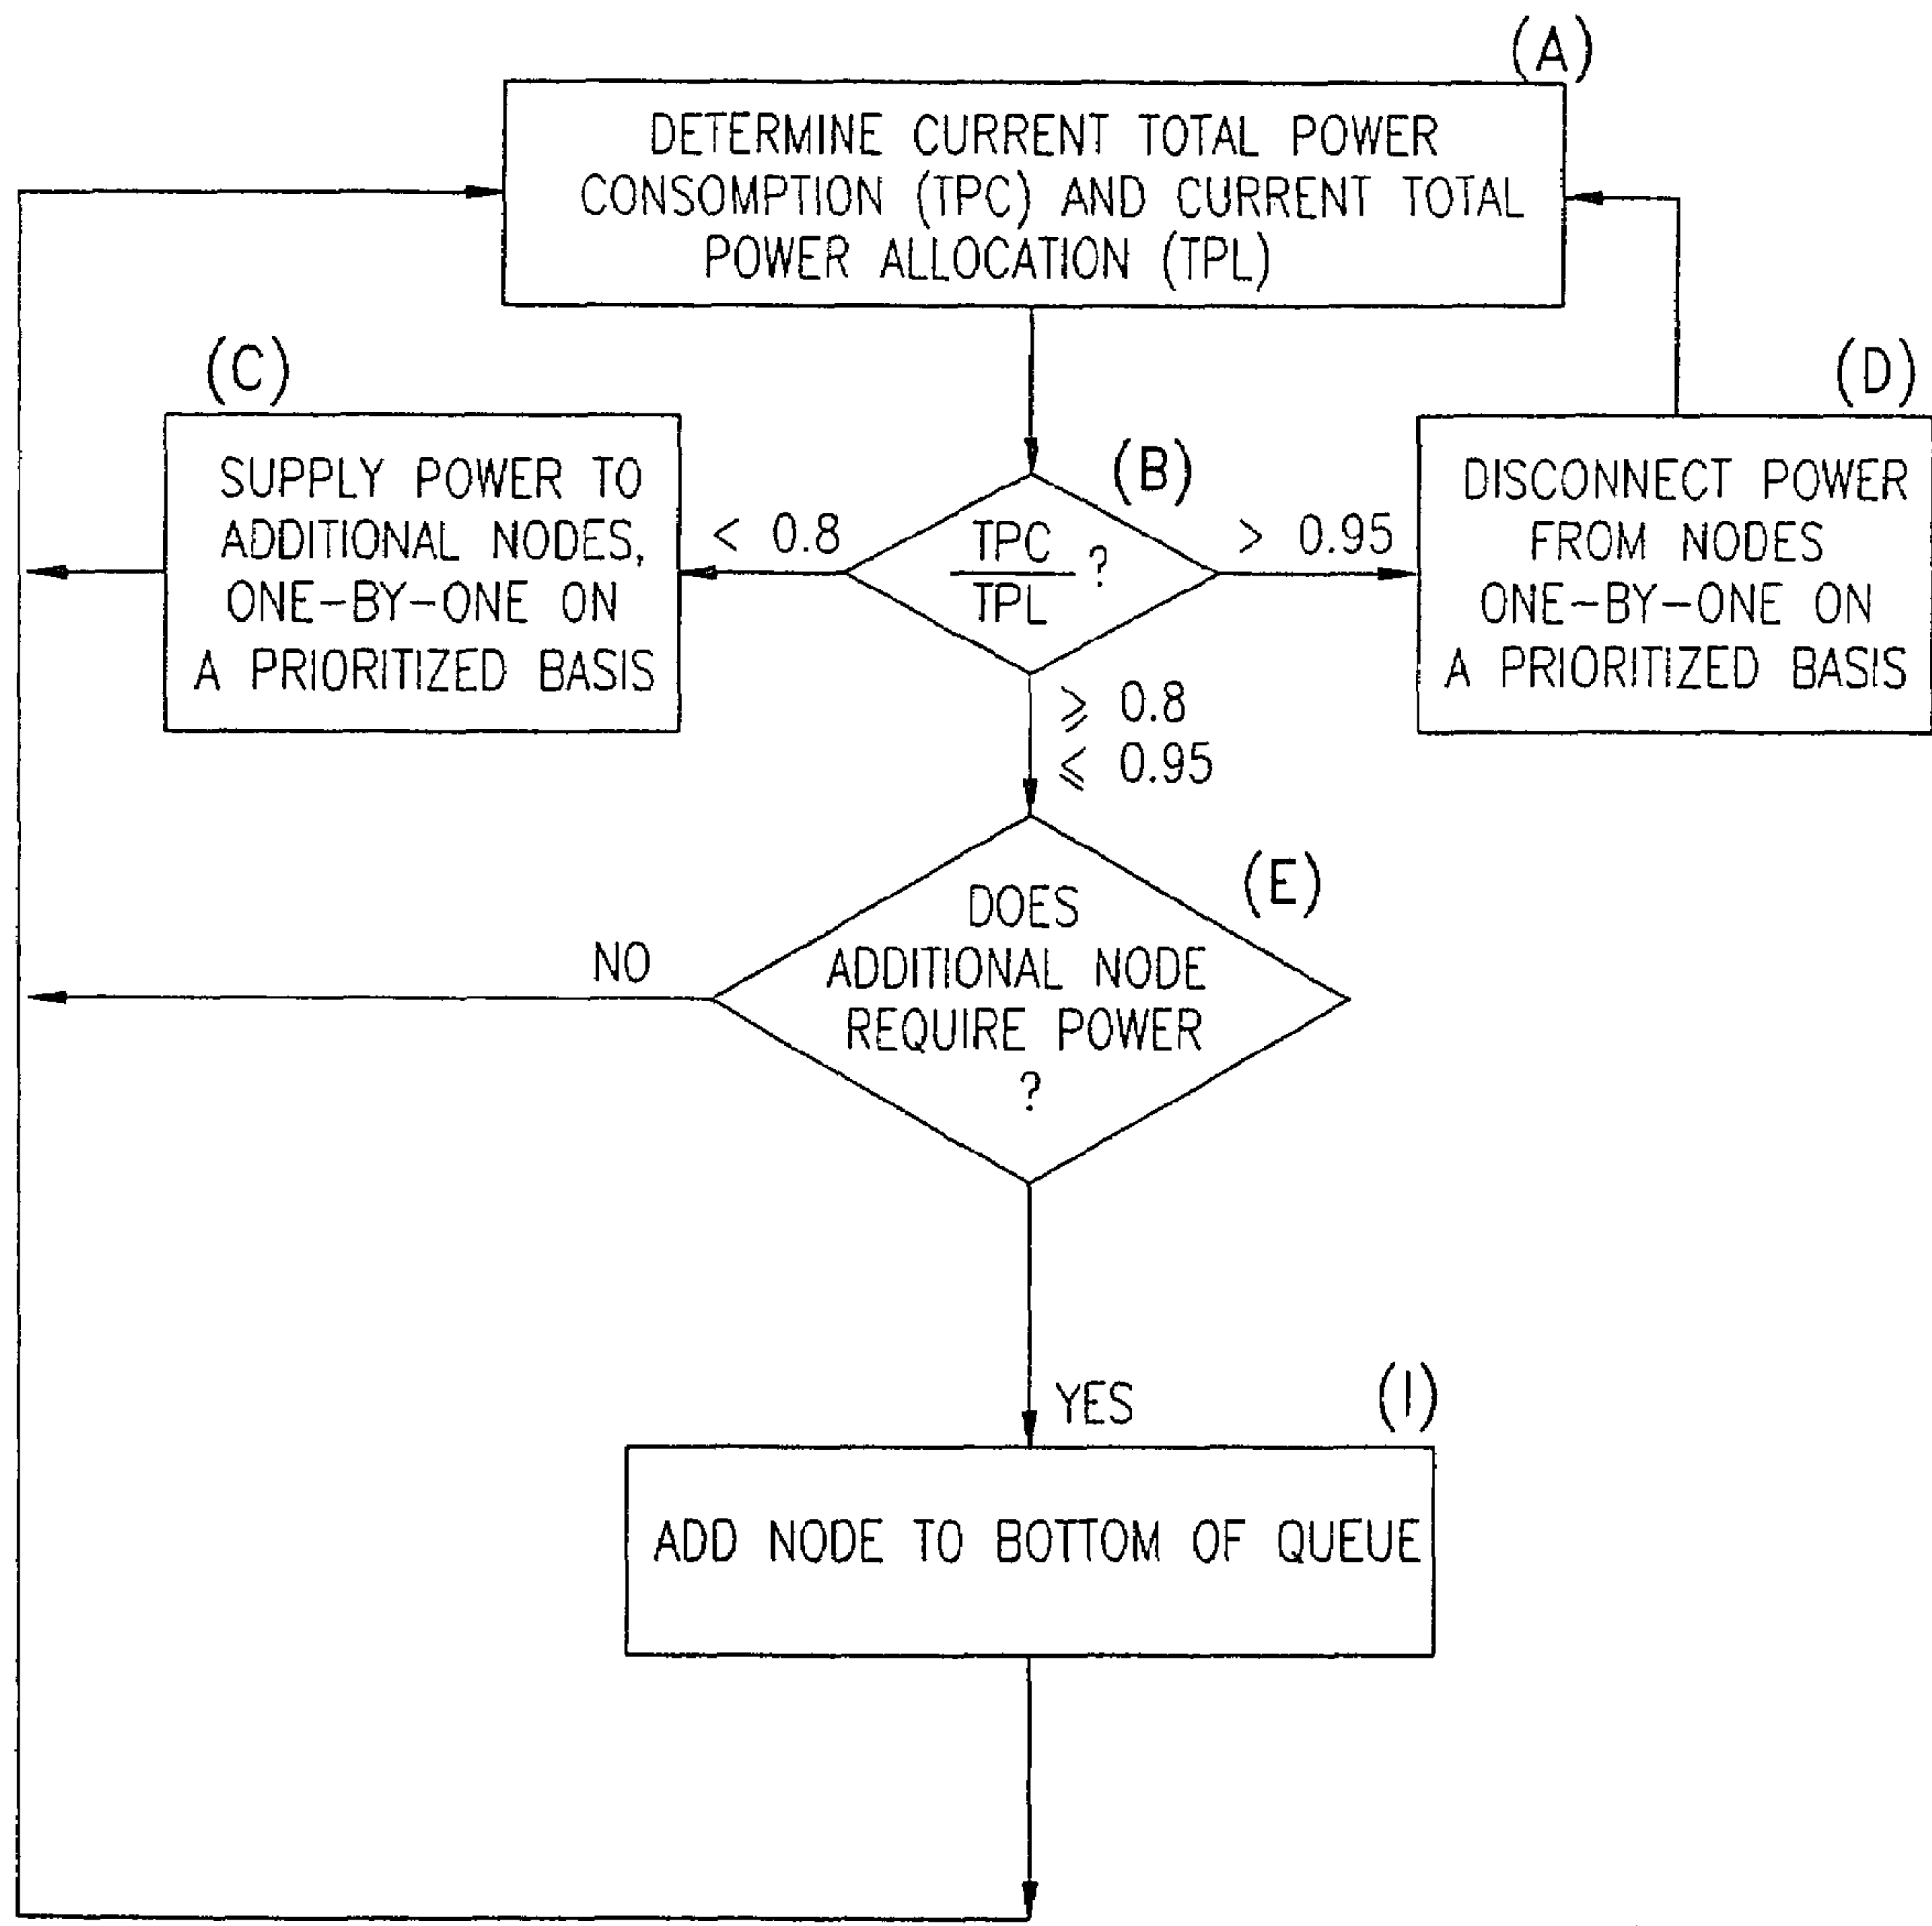 (A)
DETERMINE CURRENT TOTAL POWER
CONSOMPTION (TPC) AND CURRENT TOTAL
POWER ALLOCATION (TPL)
(C)
SUPPLY POWER TO
ADDITIONAL NODES,
ONE-BY-ONE ON
A PRIORITIZED BASIS
< 0.8
(B)
TPC
TPL
?
> 0.95
(D)
DISCONNECT POWER
FROM NODES
ONE-BY-ONE ON
A PRIORITIZED BASIS
⩾ 0.8
⩽ 0.95
(E)
DOES
ADDITIONAL NODE
REQUIRE POWER
?
NO
YES
(I)
ADD NODE TO BOTTOM OF QUEUE